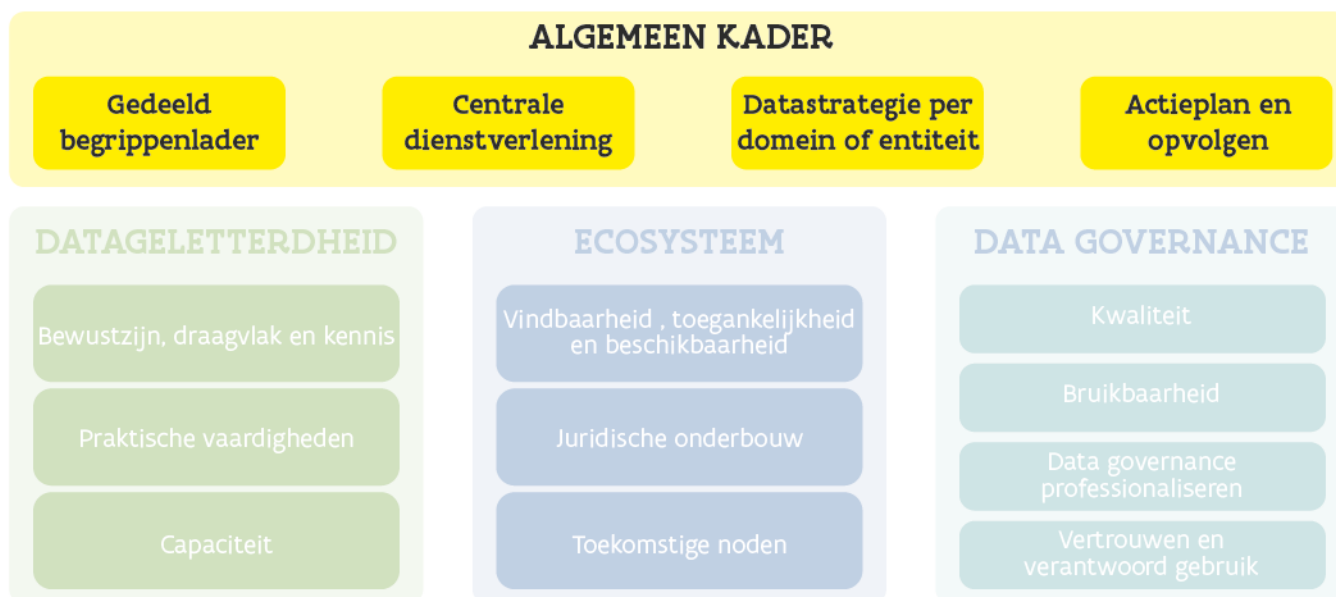 ALGEMEEN KADER
Gedeeld
begrippenlader
Centrale
dienstverlening
Datastrategie per
domein of entiteit
Actieplan en
opvolgen
DATAGELETTERDHEID
Bewustzijn, draagvlak en kennis
Praktische vaardigheden
Capaciteit
ECOSYSTEEM
Vindbaarheid , toegankelijkheid
en beschikbaarheid
Juridische onderbouw
Toekomstige noden
DATA GOVERNANCE
Kwaliteit
Bruikbaarheid
Data governance
professionaliseren
Vertrouwen en
verantwoord gebruik